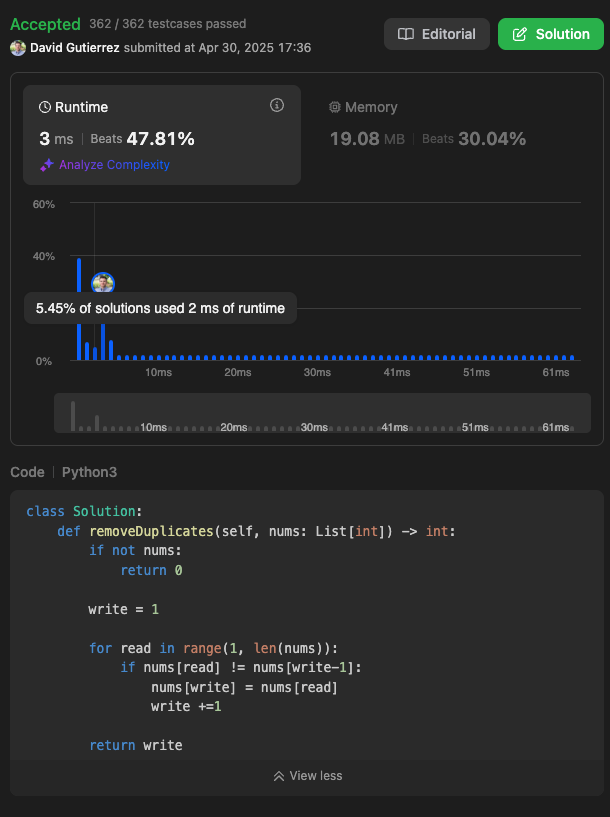 Accepted 362 / 362 testcases passed
David Gutierrez submitted at Apr 30, 2025 17:36
Editorial
Solution
Runtime
3 ms | Beats 47.81%
Analyze Complexity
Memory
19.08 MB | Beats 30.04%
60%
40%
5.45% of solutions used 2 ms of runtime
0%
10ms 20ms 30ms 41ms 51ms 61ms
10ms 20ms 30ms 41ms 51ms 61ms
Code | Python3
class Solution:
    def removeDuplicates(self, nums: List[int]) -> int:
        if not nums:
            return 0
        write = 1
        for read in range(1, len(nums)):
            if nums[read] != nums[write-1]:
                nums[write] = nums[read]
                write +=1
        return write
View less